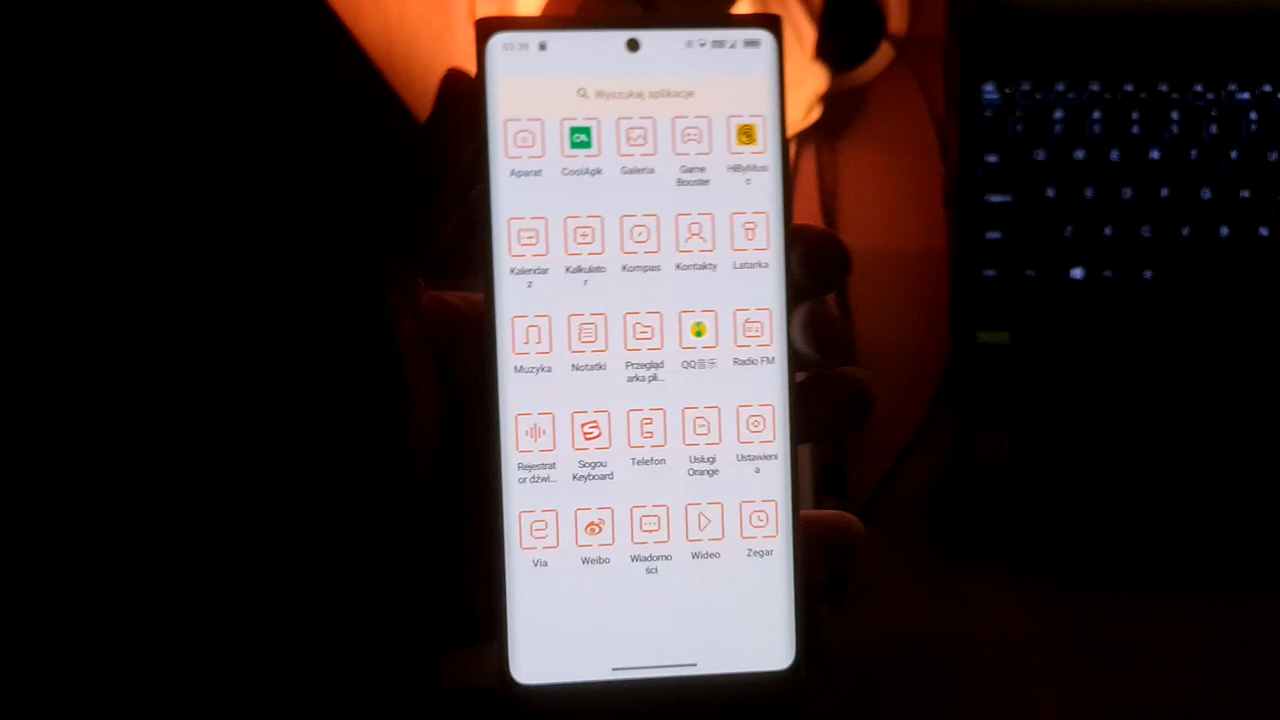 Wyszukaj aplikacje
Aparat
CoolApk
Galeria
Game
Booster
HiByMusi
c
Kalendar
z
Kalkulato
r
Kompas
Kontakty
Latarka
Muzyka
Notatki
Przegląd
arka pli...
QQ音乐
Radio FM
Rejestrat
or dźwi...
Sogou
Keyboard
Telefon
Usługi
Orange
Ustawieni
a
Via
Weibo
Wiadomo
ści
Wideo
Zegar